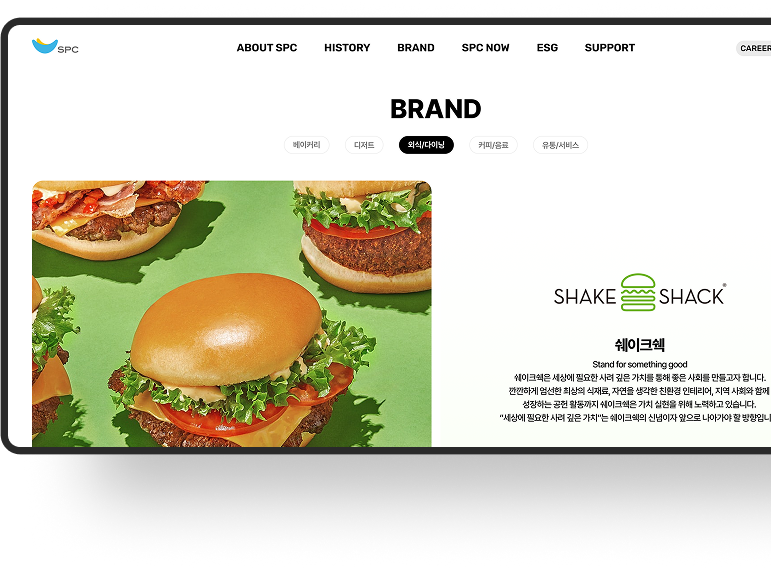 SPC
ABOUT SPC HISTORY BRAND SPC NOW ESG SUPPORT
CAREER
BRAND
베이커리 디저트 외식/다이닝 커피/음료 유통/서비스
SHAKE SHACK®
쉐이크쉑
Stand for something good
쉐이크쉑은 세상에 필요한 사려 깊은 가치를 통해 좋은 사회를 만들고자 합니다.
깐깐하게 엄선한 최상의 식재료, 자연을 생각한 친환경 인테리어, 지역 사회와 함께
성장하는 공헌 활동까지 쉐이크쉑은 가치 실현을 위해 노력하고 있습니다.
“세상에 필요한 사려 깊은 가치”는 쉐이크쉑의 신념이자 앞으로 나아가야 할 방향입니